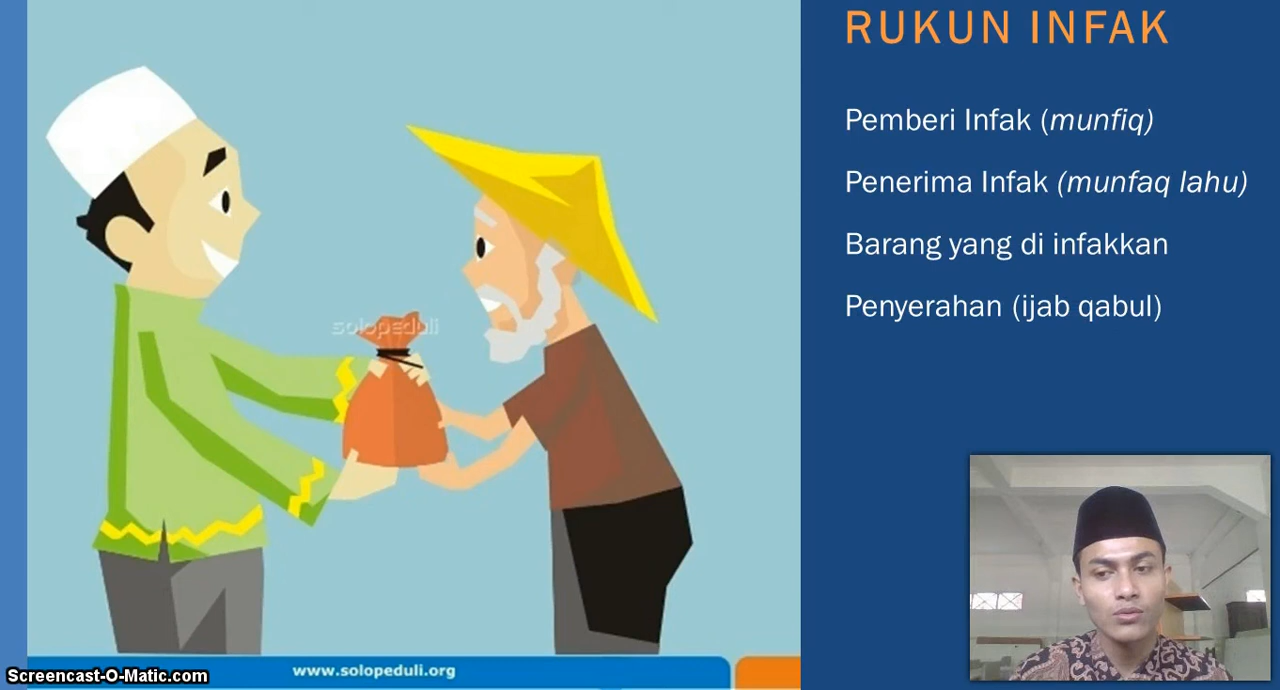 RUKUN INFAK
Pemberi Infak (munfiq)
Penerima Infak (munfaq lahu)
Barang yang di infakkan
Penyerahan (ijab qabul)
solopeduli
www.solopeduli.org
Screencast-O-Matic.com